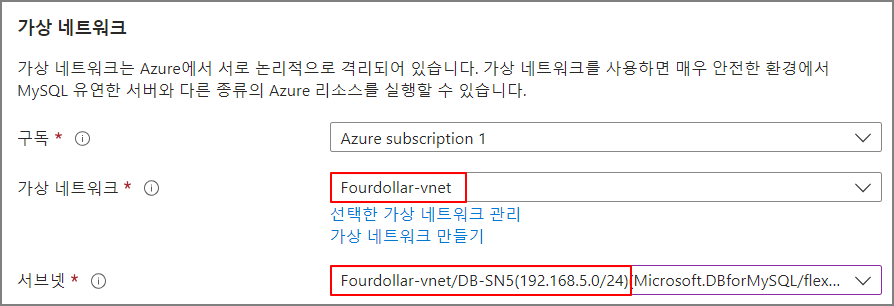 가상 네트워크
가상 네트워크는 Azure에서 서로 논리적으로 격리되어 있습니다. 가상 네트워크를 사용하면 매우 안전한 환경에서
MySQL 유연한 서버와 다른 종류의 Azure 리소스를 실행할 수 있습니다.
구독 * Azure subscription 1
가상 네트워크 * Fourdollar-vnet
선택한 가상 네트워크 관리
가상 네트워크 만들기
서브넷 * Fourdollar-vnet/DB-SN5(192.168.5.0/24)(Microsoft.DBforMySQL/flex...